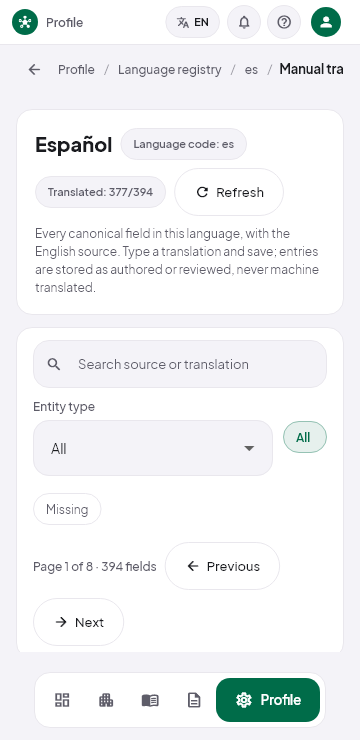 Profile
EN
Profile / Language registry / es / Manual tra
Español
Language code: es
Translated: 377/394
Refresh
Every canonical field in this language, with the
English source. Type a translation and save; entries
are stored as authored or reviewed, never machine
translated.
Search source or translation
Entity type
All
All
Missing
Page 1 of 8 · 394 fields
Previous
Next
Profile